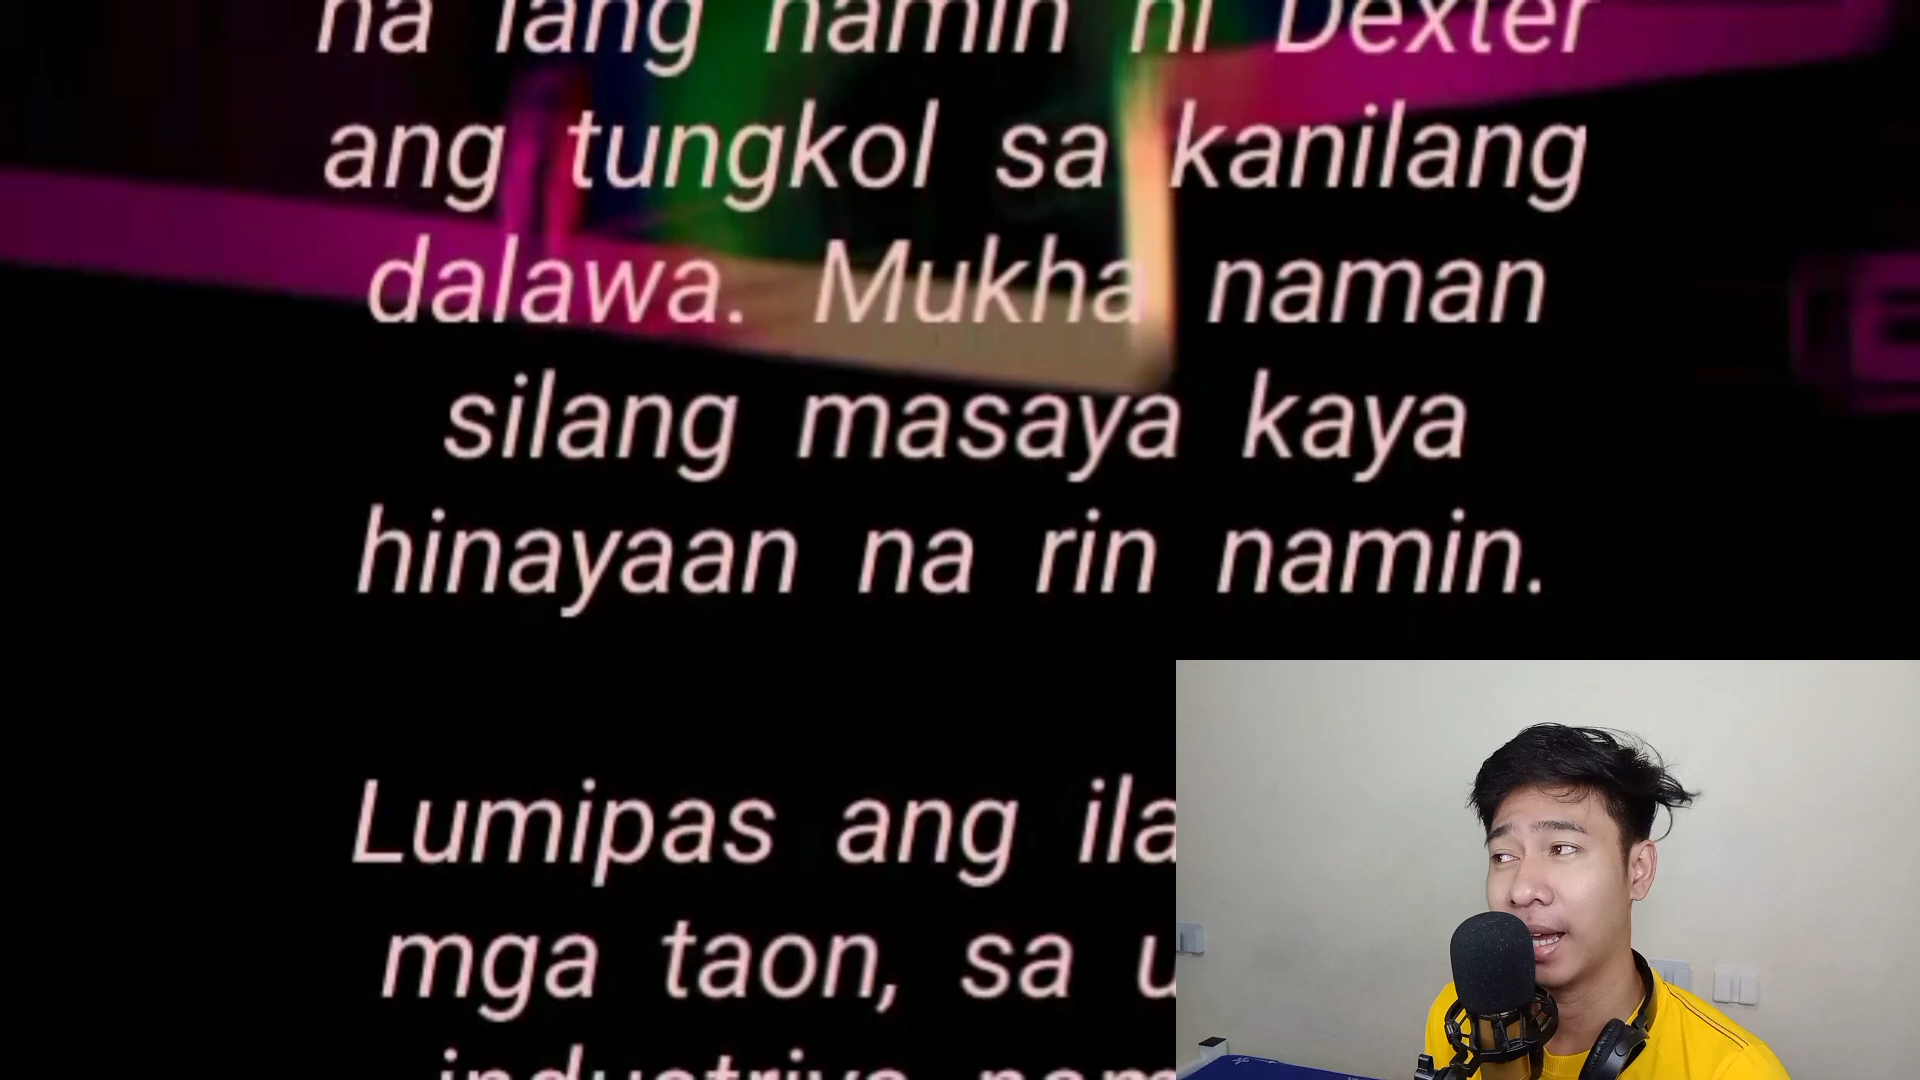 na lang namin ni Dexter
ang tungkol sa kanilang
dalawa. Mukha naman
silang masaya kaya
hinayaan na rin namin.
Lumipas ang
mga taon, sa